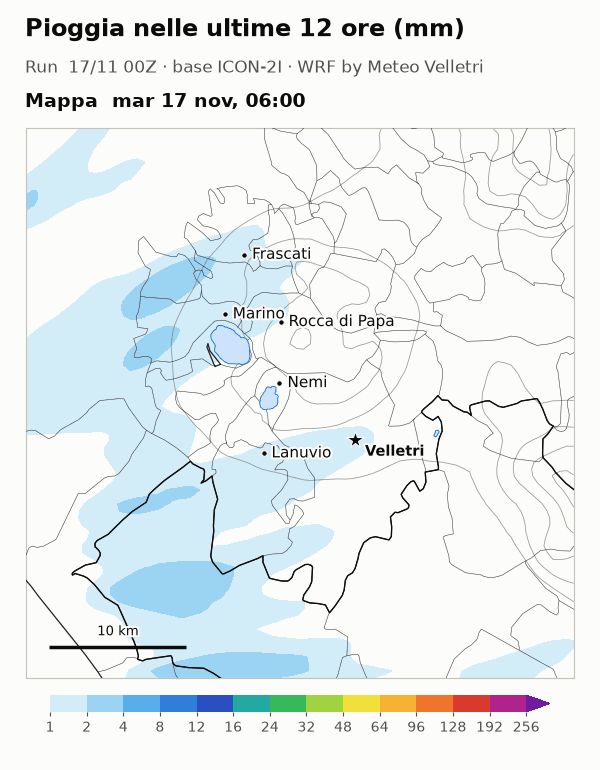 Pioggia nelle ultime 12 ore (mm)
Run  17/11 00Z · base ICON-2I · WRF by Meteo Velletri
Mappa  mar 17 nov, 06:00
Frascati
Marino
Rocca di Papa
Nemi
Velletri
Lanuvio
10 km
1 2 4 8 12 16 24 32 48 64 96 128 192 256